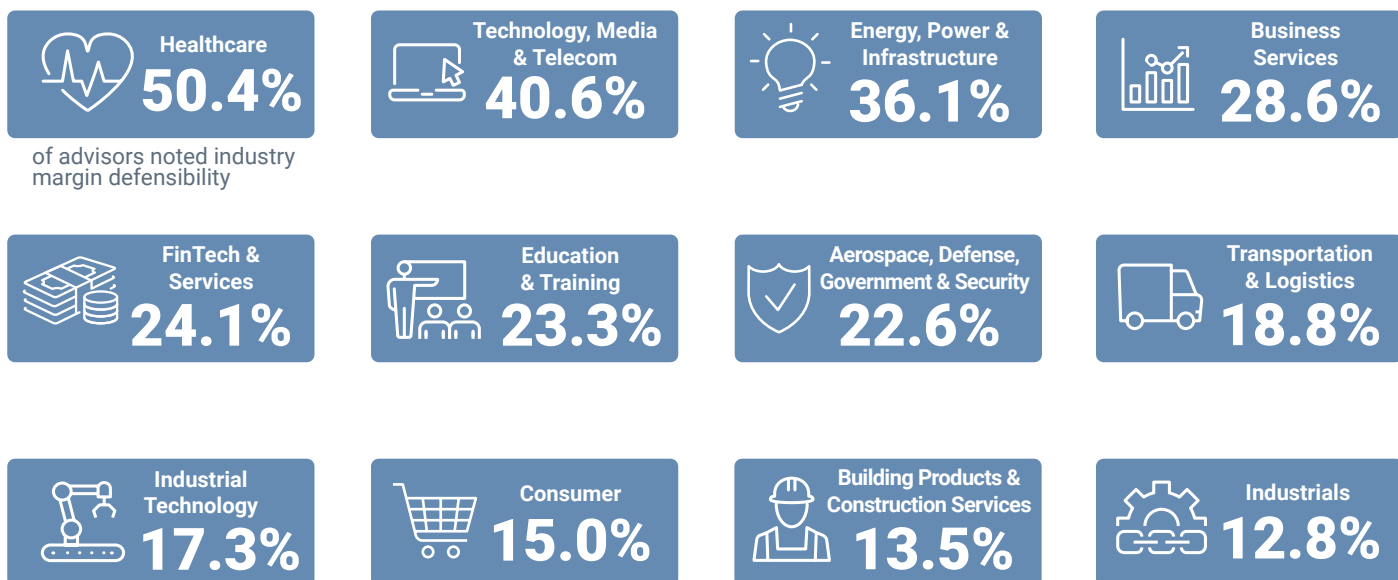 Healthcare
50.4%
of advisors noted industry
margin defensibility
Technology, Media
& Telecom
40.6%
Energy, Power &
Infrastructure
36.1%
Business
Services
28.6%
FinTech &
Services
24.1%
Education
& Training
23.3%
Aerospace, Defense,
Government & Security
22.6%
Transportation
& Logistics
18.8%
Industrial
Technology
17.3%
Consumer
15.0%
Building Products &
Construction Services
13.5%
Industrials
12.8%